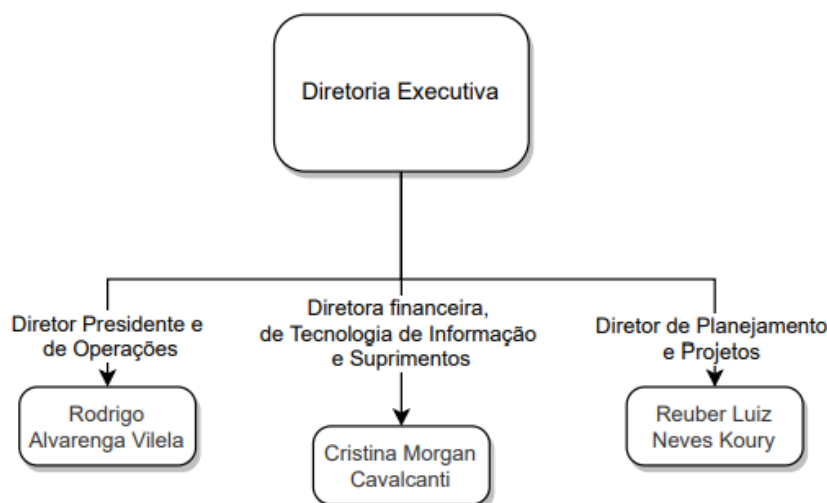 Diretoria Executiva
Diretor Presidente e
de Operações
Diretora financeira,
de Tecnologia de Informação
e Suprimentos
Diretor de Planejamento
e Projetos
Rodrigo
Alvarenga Vilela
Cristina Morgan
Cavalcanti
Reuber Luiz
Neves Koury